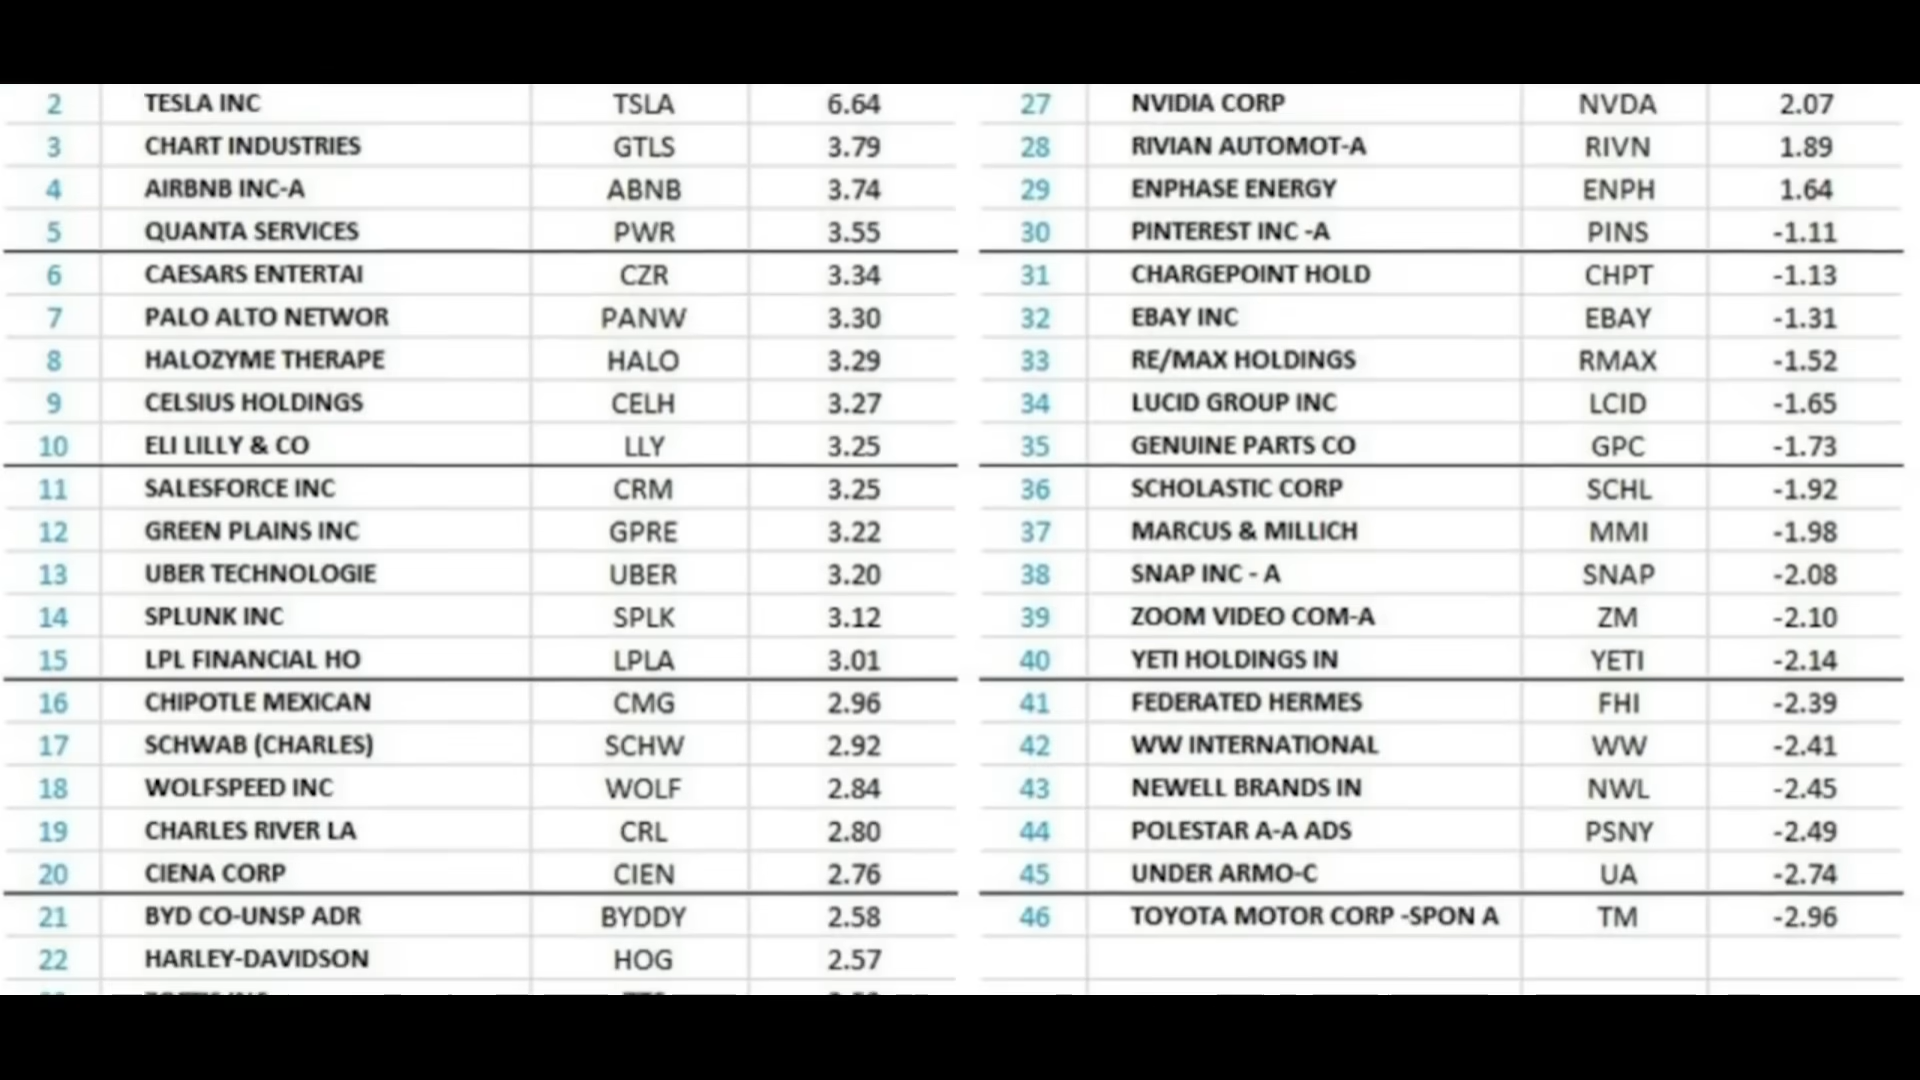 2 TESLA INC TSLA 6.64
3 CHART INDUSTRIES GTLS 3.79
4 AIRBNB INC-A ABNB 3.74
5 QUANTA SERVICES PWR 3.55
6 CAESARS ENTERTAI CZR 3.34
7 PALO ALTO NETWOR PANW 3.30
8 HALOZYME THERAPE HALO 3.29
9 CELSIUS HOLDINGS CELH 3.27
10 ELI LILLY & CO LLY 3.25
11 SALESFORCE INC CRM 3.25
12 GREEN PLAINS INC GPRE 3.22
13 UBER TECHNOLOGIE UBER 3.20
14 SPLUNK INC SPLK 3.12
15 LPL FINANCIAL HO LPLA 3.01
16 CHIPOTLE MEXICAN CMG 2.96
17 SCHWAB (CHARLES) SCHW 2.92
18 WOLFSPEED INC WOLF 2.84
19 CHARLES RIVER LA CRL 2.80
20 CIENA CORP CIEN 2.76
21 BYD CO-UNSP ADR BYDDY 2.58
22 HARLEY-DAVIDSON HOG 2.57
27 NVIDIA CORP NVDA 2.07
28 RIVIAN AUTOMOT-A RIVN 1.89
29 ENPHASE ENERGY ENPH 1.64
30 PINTEREST INC -A PINS -1.11
31 CHARGEPOINT HOLD CHPT -1.13
32 EBAY INC EBAY -1.31
33 RE/MAX HOLDINGS RMAX -1.52
34 LUCID GROUP INC LCID -1.65
35 GENUINE PARTS CO GPC -1.73
36 SCHOLASTIC CORP SCHL -1.92
37 MARCUS & MILLICH MMI -1.98
38 SNAP INC - A SNAP -2.08
39 ZOOM VIDEO COM-A ZM -2.10
40 YETI HOLDINGS IN YETI -2.14
41 FEDERATED HERMES FHI -2.39
42 WW INTERNATIONAL WW -2.41
43 NEWELL BRANDS IN NWL -2.45
44 POLESTAR A-A ADS PSNY -2.49
45 UNDER ARMO-C UA -2.74
46 TOYOTA MOTOR CORP -SPON A TM -2.96